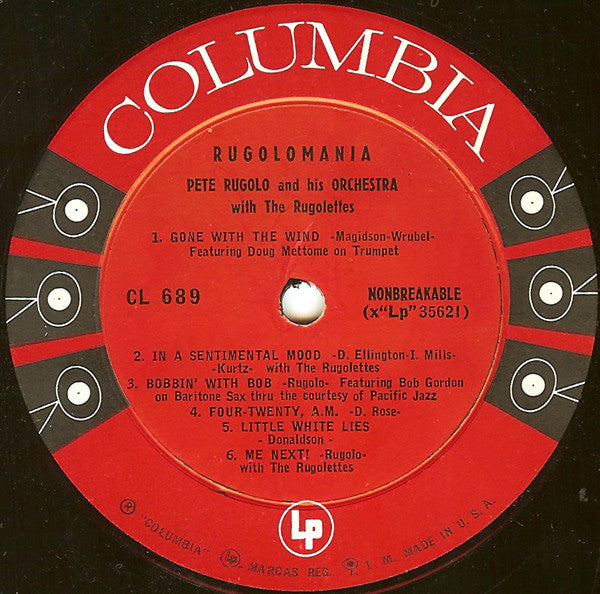 COLUMBIA
RUGOLOMANIA
PETE RUGOLO and his ORCHESTRA
with The Rugolettes
1. GONE WITH THE WIND -Magidson-Wrubel-
Featuring Doug Mettome on Trumpet
CL 689
NONBREAKABLE
(x"Lp" 35621)
2. IN A SENTIMENTAL MOOD -D. Ellington-I. Mills-
-Kurtz- with The Rugolettes
3. BOBBIN' WITH BOB -Rugolo- Featuring Bob Gordon
on Baritone Sax thru the courtesy of Pacific Jazz
4. FOUR-TWENTY, A.M. -D. Rose-
5. LITTLE WHITE LIES
- Donaldson -
6. ME NEXT! -Rugolo-
with The Rugolettes
Lp
® "COLUMBIA" ® MARCAS REG. ® T. M. MADE IN U. S. A.